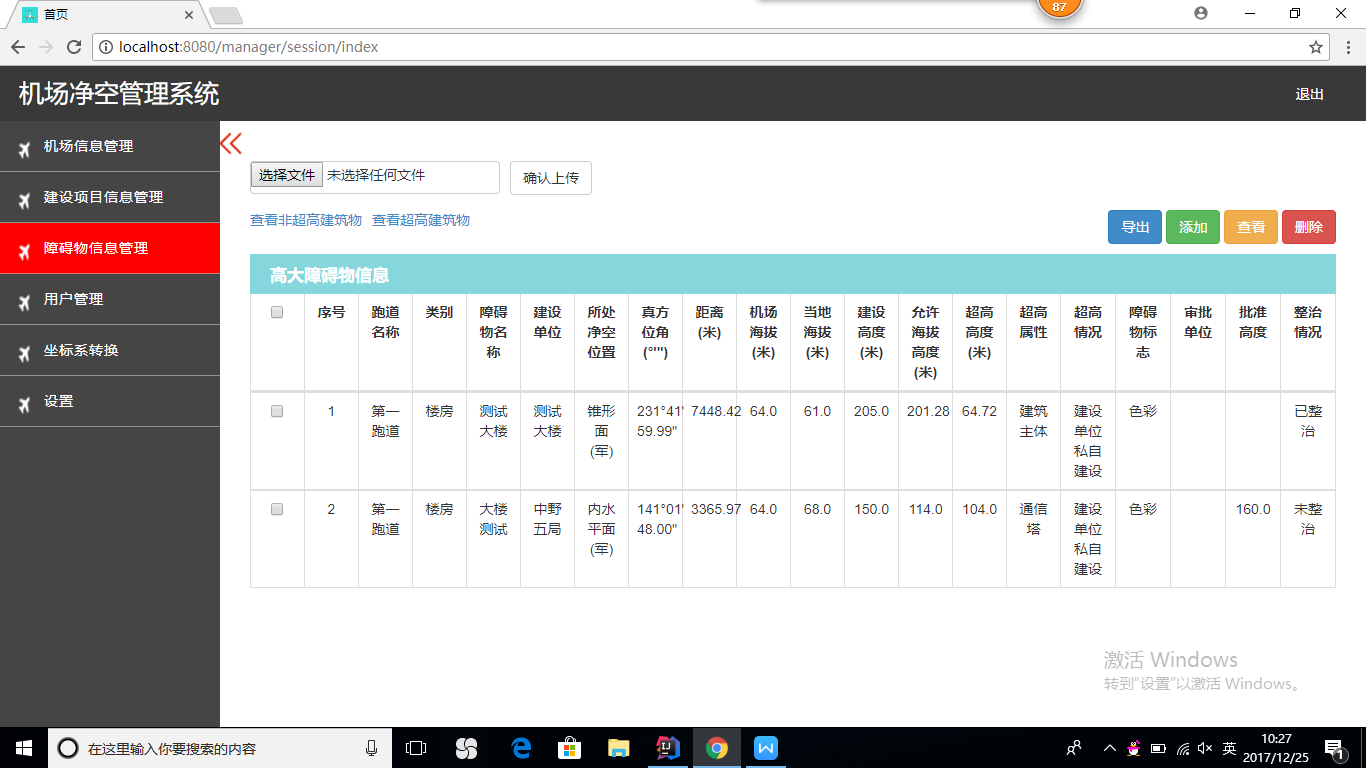 首页
87
localhost:8080/manager/session/index
机场净空管理系统
退出
机场信息管理
建设项目信息管理
障碍物信息管理
用户管理
坐标系转换
设置
选择文件 未选择任何文件 确认上传
查看非超高建筑物 查看超高建筑物
导出 添加 查看 删除
高大障碍物信息
序号 跑道名称 类别 障碍物名称 建设单位 所处净空位置 真方位角(°'") 距离(米) 机场海拔(米) 当地海拔(米) 建设高度(米) 允许海拔高度(米) 超高高度(米) 超高属性 超高情况 障碍物标志 审批单位 批准高度 整治情况
1 第一跑道 楼房 测试大楼 测试大楼 锥形面(军) 231°41'59.99" 7448.42 64.0 61.0 205.0 201.28 64.72 建筑主体 建设单位私自建设 色彩 已整治
2 第一跑道 楼房 大楼测试 中野五局 内水平面(军) 141°01'48.00" 3365.97 64.0 68.0 150.0 114.0 104.0 通信塔 建设单位私自建设 色彩 160.0 未整治
激活 Windows
转到"设置"以激活 Windows。
在这里输入你要搜索的内容
英
10:27
2017/12/25
1